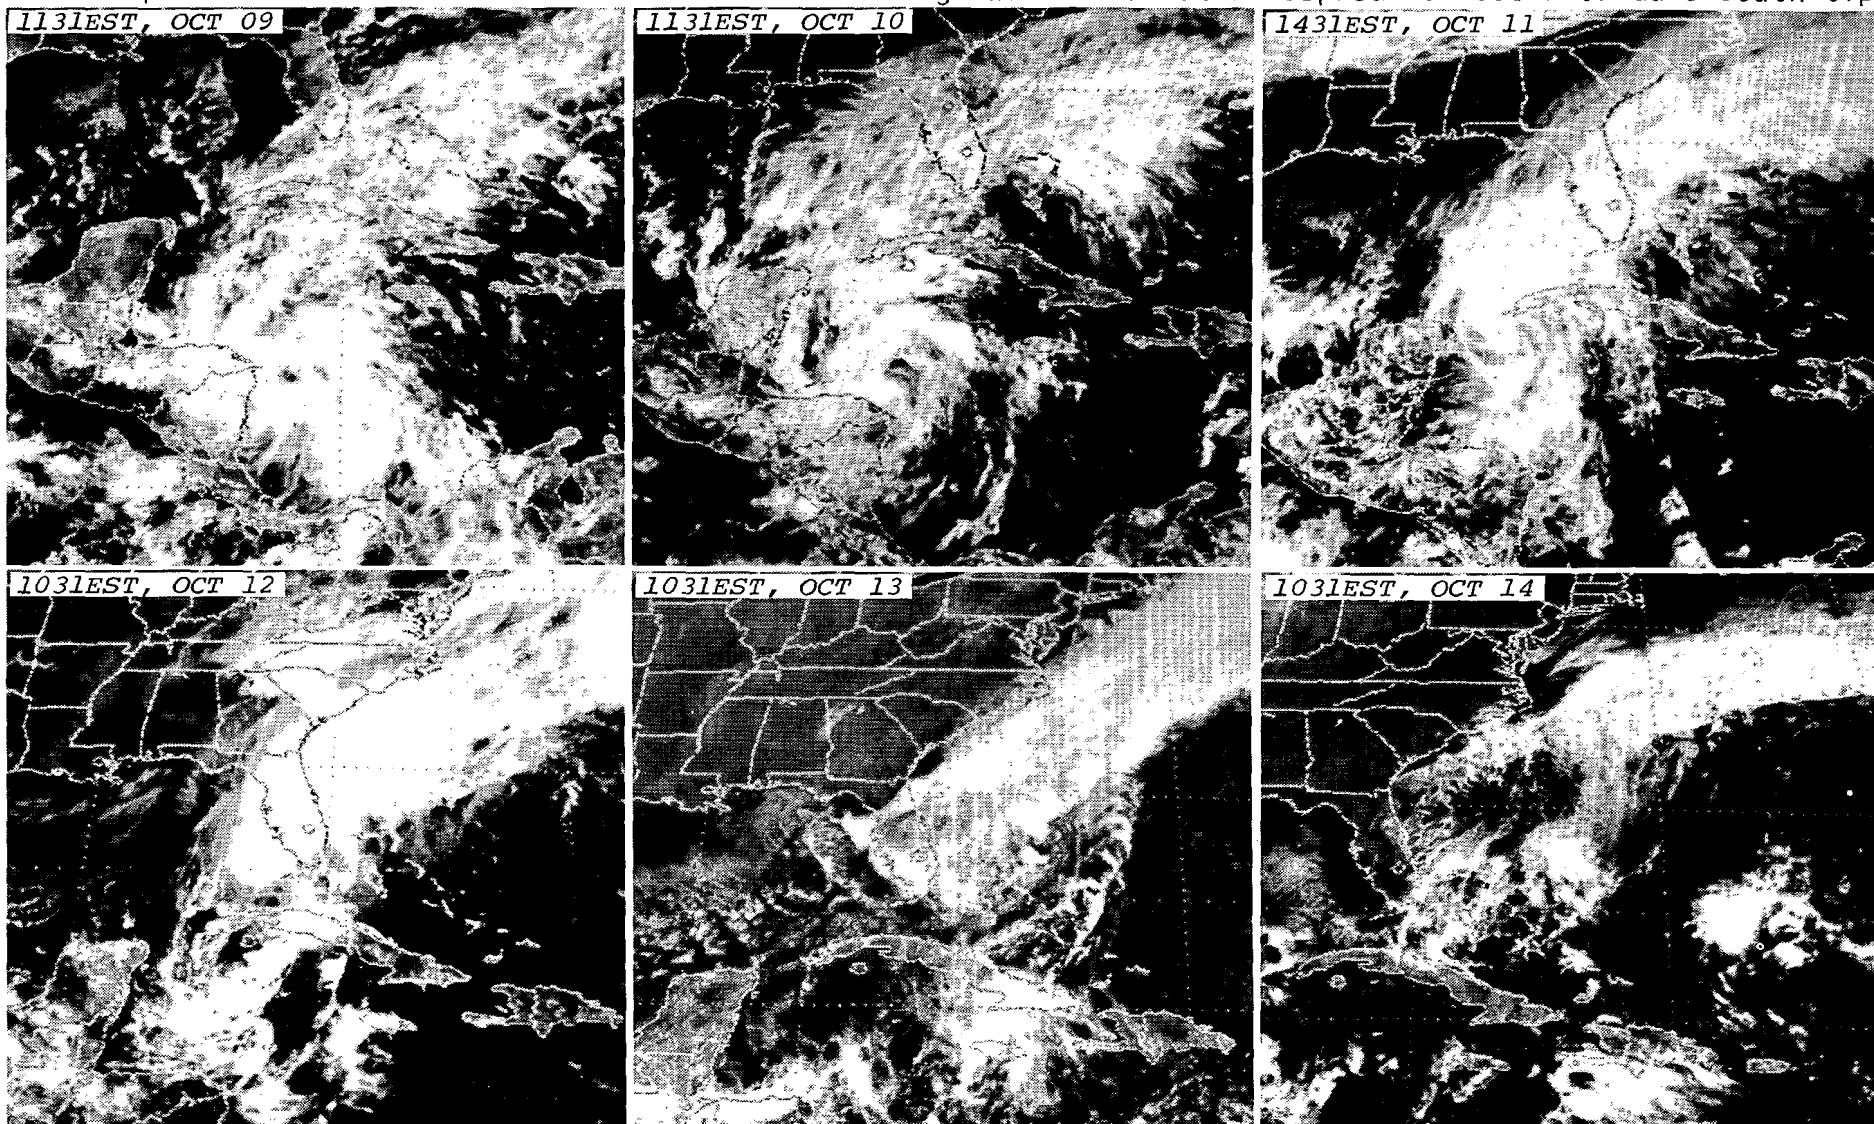 1131EST, OCT 09
1131EST, OCT 10
1431EST, OCT 11
1031EST, OCT 12
1031EST, OCT 13
1031EST, OCT 14